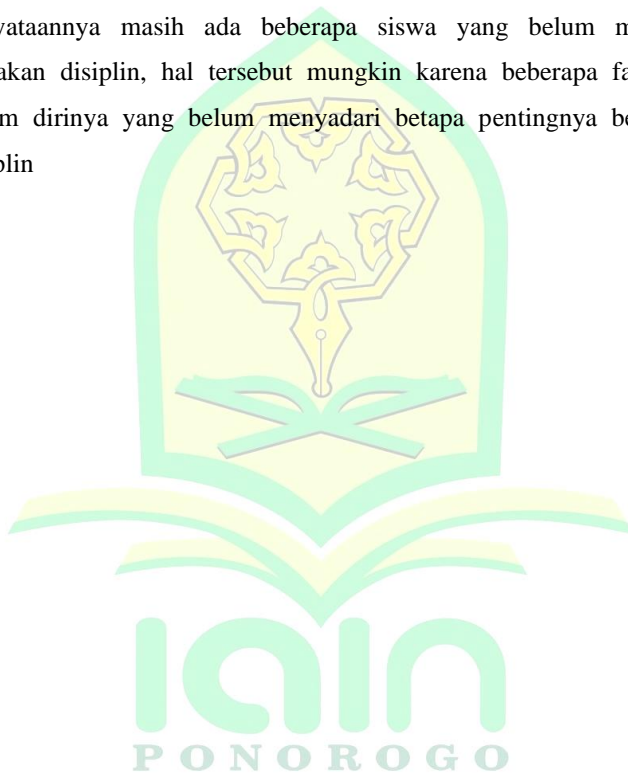 yataannya masih ada beberapa siswa yang belum m
akan disiplin, hal tersebut mungkin karena beberapa fa
m dirinya yang belum menyadari betapa pentingnya be
plin
iain
PONOROGO